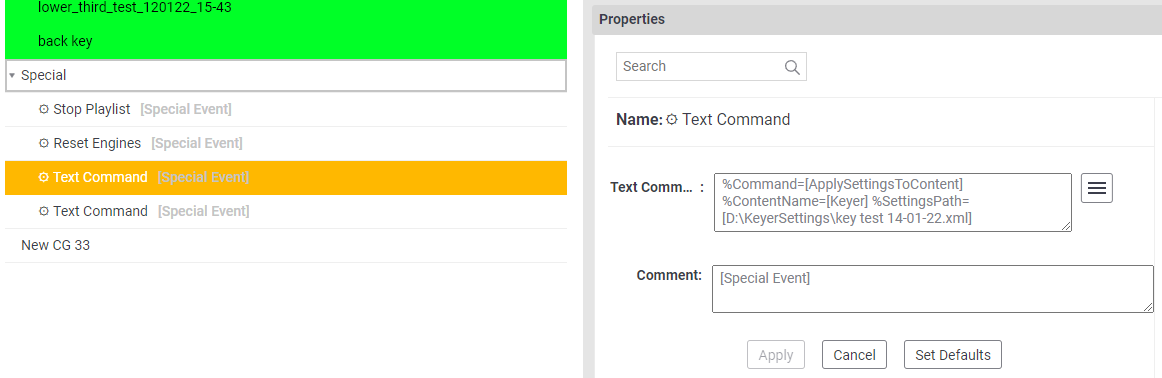 lower_third_test_120122_15-43
back key
Special
Stop Playlist [Special Event]
Reset Engines [Special Event]
Text Command [Special Event]
Text Command [Special Event]
New CG 33
Properties
Search
Name: Text Command
Text Comm... :
%Command=[ApplySettingsToContent]
%ContentName=[Keyer] %SettingsPath=
[D:\KeyerSettings\key test 14-01-22.xml]
Comment:
[Special Event]
Apply
Cancel
Set Defaults